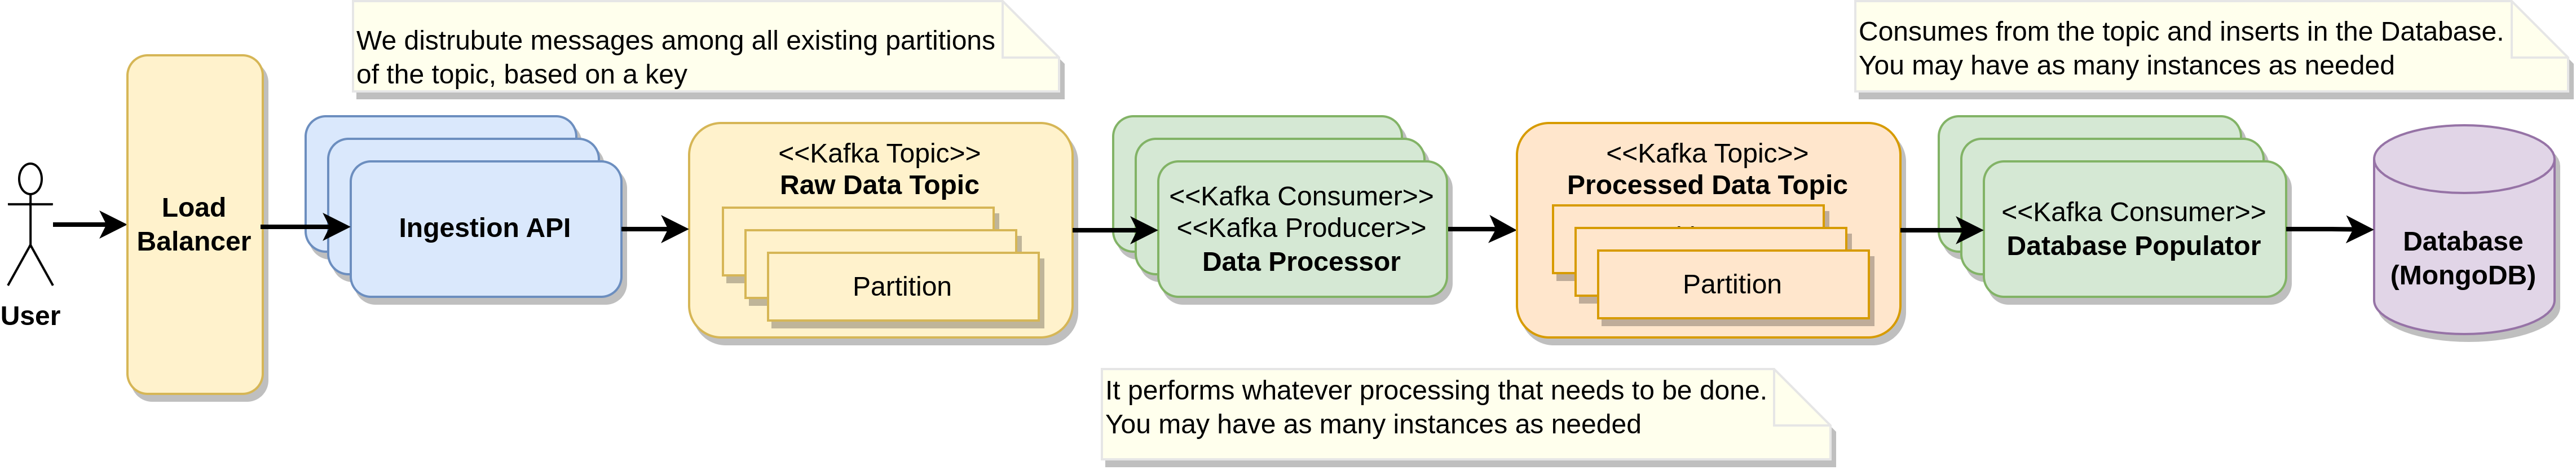 We distrubute messages among all existing partitions
of the topic, based on a key
Consumes from the topic and inserts in the Database.
You may have as many instances as needed
User
Load
Balancer
Ingestion API
<<Kafka Topic>>
Raw Data Topic
Partition
<<Kafka Consumer>>
<<Kafka Producer>>
Data Processor
<<Kafka Topic>>
Processed Data Topic
Partition
<<Kafka Consumer>>
Database Populator
Database
(MongoDB)
It performs whatever processing that needs to be done.
You may have as many instances as needed